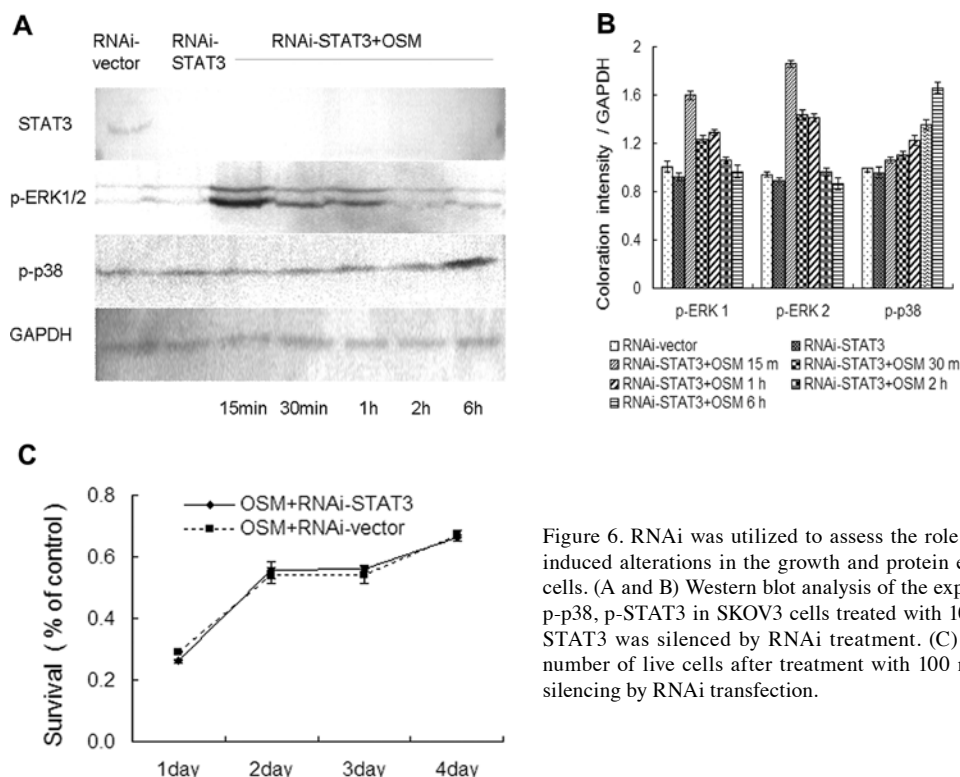 A
RNAi-vector
RNAi-STAT3
RNAi-STAT3+OSM
STAT3
p-ERK1/2
p-p38
GAPDH
15min 30min 1h 2h 6h
B
Coloration intensity / GAPDH
2
1.6
1.2
0.8
0.4
0
p-ERK 1 p-ERK 2 p-p38
RNAi-vector RNAi-STAT3
RNAi-STAT3+OSM 15 m RNAi-STAT3+OSM 30 m
RNAi-STAT3+OSM 1 h RNAi-STAT3+OSM 2 h
RNAi-STAT3+OSM 6 h
C
Survival ( % of control)
0.8
0.6
0.4
0.2
0.0
OSM+RNAi-STAT3
OSM+RNAi-vector
1day 2day 3day 4day
Figure 6. RNAi was utilized to assess the role
induced alterations in the growth and protein e
cells. (A and B) Western blot analysis of the exp
p-p38, p-STAT3 in SKOV3 cells treated with 10
STAT3 was silenced by RNAi treatment. (C)
number of live cells after treatment with 100 
silencing by RNAi transfection.